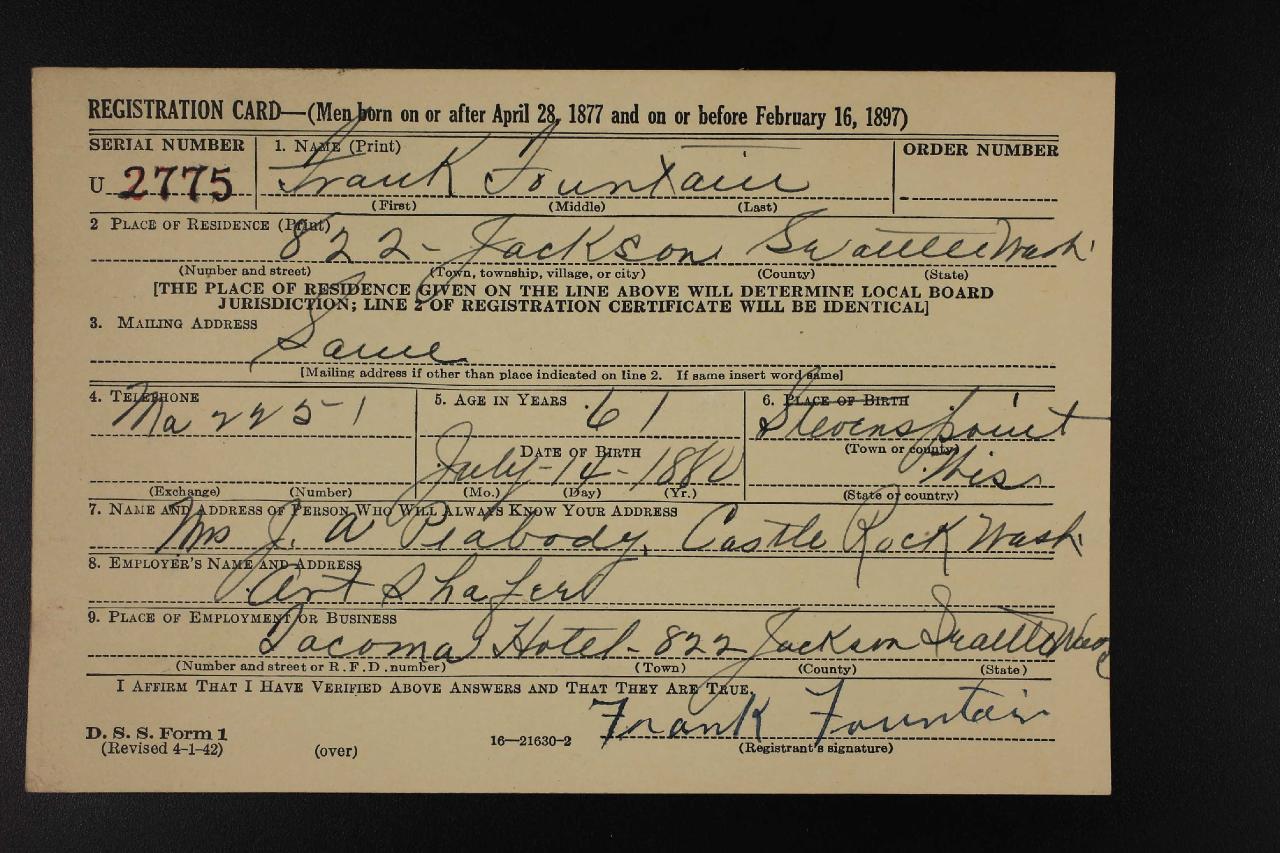 REGISTRATION CARD—(Men born on or after April 28, 1877 and on or before February 16, 1897)
SERIAL NUMBER 1. NAME (Print) ORDER NUMBER
U 2775 Frank Fountain
(First) (Middle) (Last)
2 PLACE OF RESIDENCE (Print)
822 - Jackson Seattle Wash.
(Number and street) (Town, township, village, or city) (County) (State)
[THE PLACE OF RESIDENCE GIVEN ON THE LINE ABOVE WILL DETERMINE LOCAL BOARD
JURISDICTION; LINE 2 OF REGISTRATION CERTIFICATE WILL BE IDENTICAL]
3. MAILING ADDRESS
Same
[Mailing address if other than place indicated on line 2. If same insert word same]
4. TELEPHONE 5. AGE IN YEARS 6. PLACE OF BIRTH
Ma 2251 61 Stevens point
DATE OF BIRTH (Town or county)
July - 14 - 1880 Wis
(Exchange) (Number) (Mo.) (Day) (Yr.) (State or country)
7. NAME AND ADDRESS OF PERSON WHO WILL ALWAYS KNOW YOUR ADDRESS
Mrs J. A Peabody, Castle Rock Wash.
8. EMPLOYER'S NAME AND ADDRESS
Art Shafer
9. PLACE OF EMPLOYMENT OR BUSINESS
Tacoma Hotel - 822 Jackson Seattle
(Number and street or R. F. D. number) (Town) (County) (State)
I AFFIRM THAT I HAVE VERIFIED ABOVE ANSWERS AND THAT THEY ARE TRUE.
Frank Fountain
D. S. S. Form 1
(Revised 4-1-42) (over) 16—21630-2 (Registrant's signature)